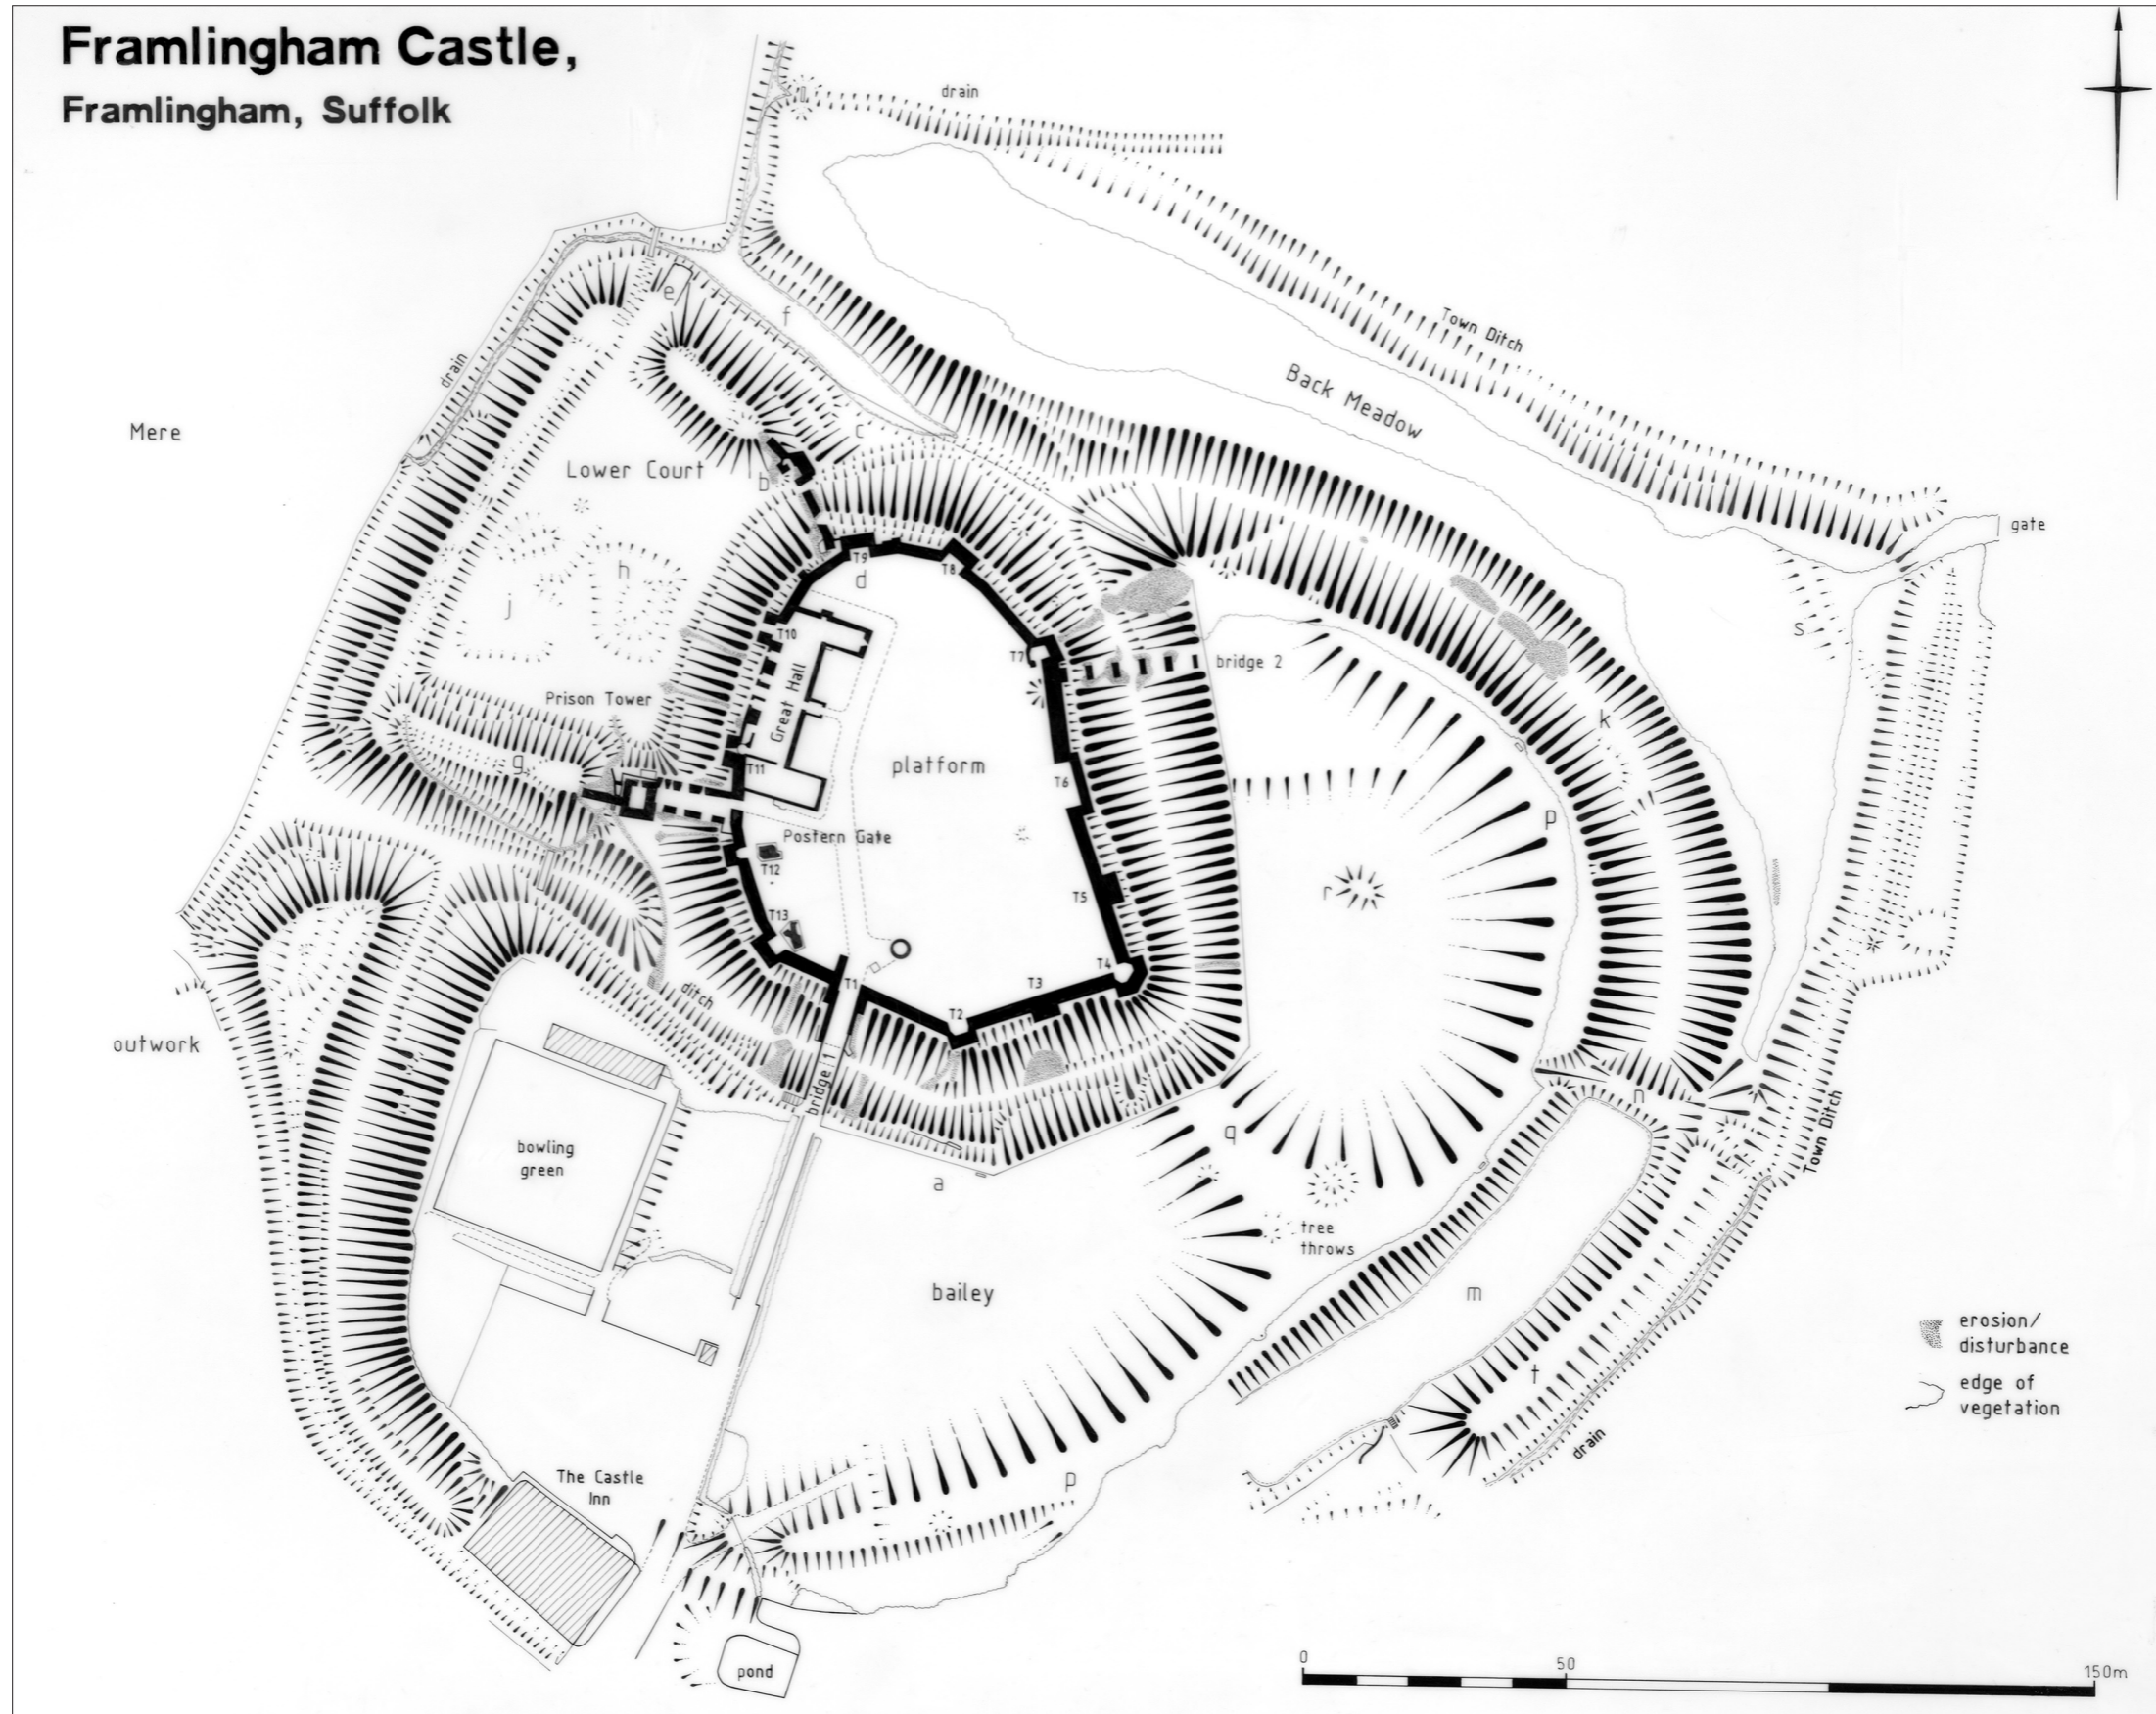 Framlingham Castle,
Framlingham, Suffolk
drain
e
f
Town Ditch
drain
Back Meadow
Mere
c
Lower Court
b
gate
T9
T8
d
h
j
s
T10
T7
bridge 2
Great Hall
Prison Tower
k
g
T11
platform
T6
l
p
Postern Gate
T12
r
T5
T13
T4
ditch
T1
T3
T2
outwork
bridge 1
n
Town Ditch
bowling
green
q
a
tree
throws
bailey
m
erosion/
disturbance
t
edge of
vegetation
drain
The Castle
Inn
p
pond
0
50
150m